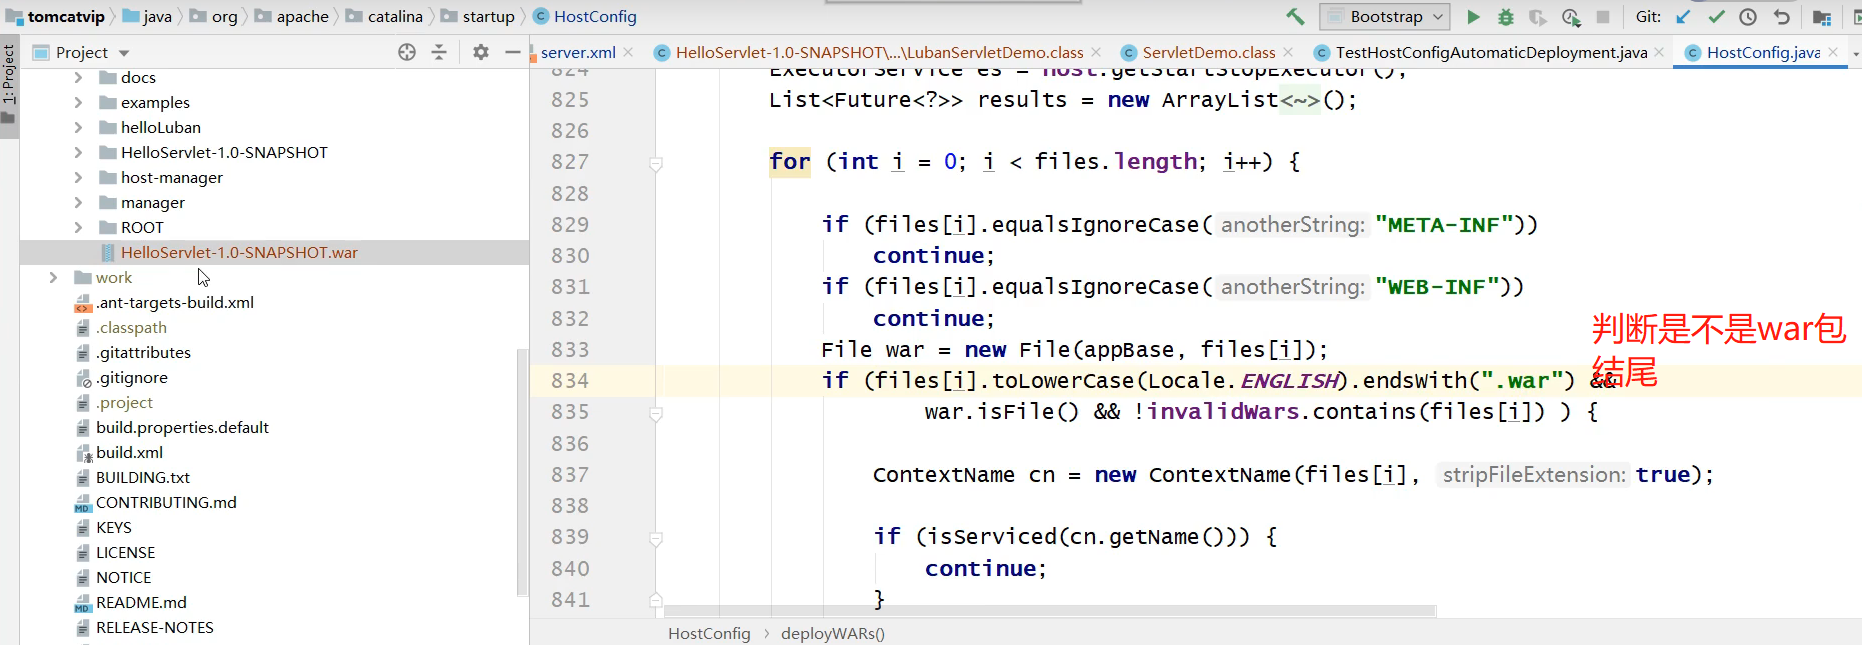 tomcatvip java org apache catalina startup HostConfig
Bootstrap Git:
Project
server.xml HelloServlet-1.0-SNAPSHOT\...\LubanServletDemo.class ServletDemo.class TestHostConfigAutomaticDeployment.java HostConfig.java
1: Project
docs
examples
helloLuban
HelloServlet-1.0-SNAPSHOT
host-manager
manager
ROOT
HelloServlet-1.0-SNAPSHOT.war
work
.ant-targets-build.xml
.classpath
.gitattributes
.gitignore
.project
build.properties.default
build.xml
BUILDING.txt
CONTRIBUTING.md
KEYS
LICENSE
NOTICE
README.md
RELEASE-NOTES
824 ExecutorService es = host.getStartStopExecutor();
825 List<Future<?>> results = new ArrayList<~>();
826
827 for (int i = 0; i < files.length; i++) {
828
829 if (files[i].equalsIgnoreCase( anotherString: "META-INF"))
830 continue;
831 if (files[i].equalsIgnoreCase( anotherString: "WEB-INF"))
832 continue;
833 File war = new File(appBase, files[i]);
834 if (files[i].toLowerCase(Locale.ENGLISH).endsWith(".war") &&
835 war.isFile() && !invalidWars.contains(files[i]) ) {
836
837 ContextName cn = new ContextName(files[i], stripFileExtension: true);
838
839 if (isServiced(cn.getName())) {
840 continue;
841 }
判断是不是war包
结尾
HostConfig deployWARs()